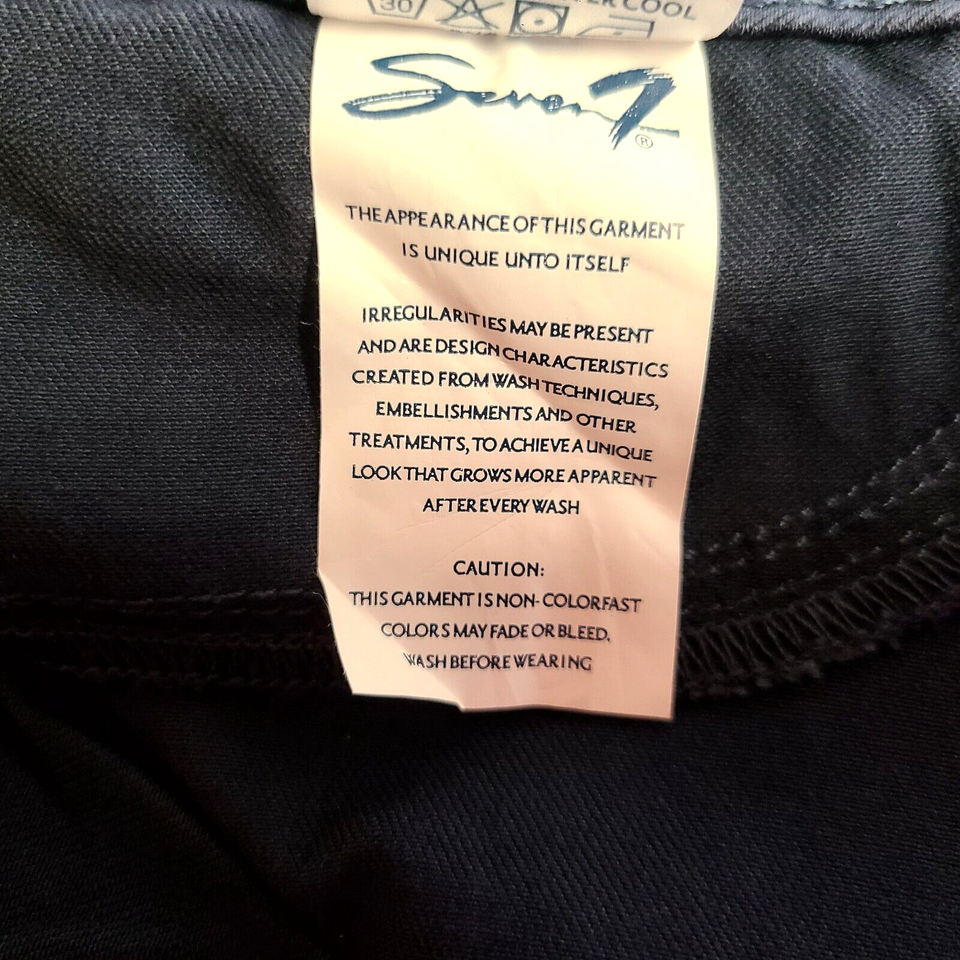 30
COOL
Seven7
®
THE APPEARANCE OF THIS GARMENT
IS UNIQUE UNTO ITSELF
IRREGULARITIES MAY BE PRESENT
AND ARE DESIGN CHARACTERISTICS
CREATED FROM WASH TECHNIQUES,
EMBELLISHMENTS AND OTHER
TREATMENTS, TO ACHIEVE A UNIQUE
LOOK THAT GROWS MORE APPARENT
AFTER EVERY WASH
CAUTION:
THIS GARMENT IS NON-COLORFAST
COLORS MAY FADE OR BLEED.
WASH BEFORE WEARING